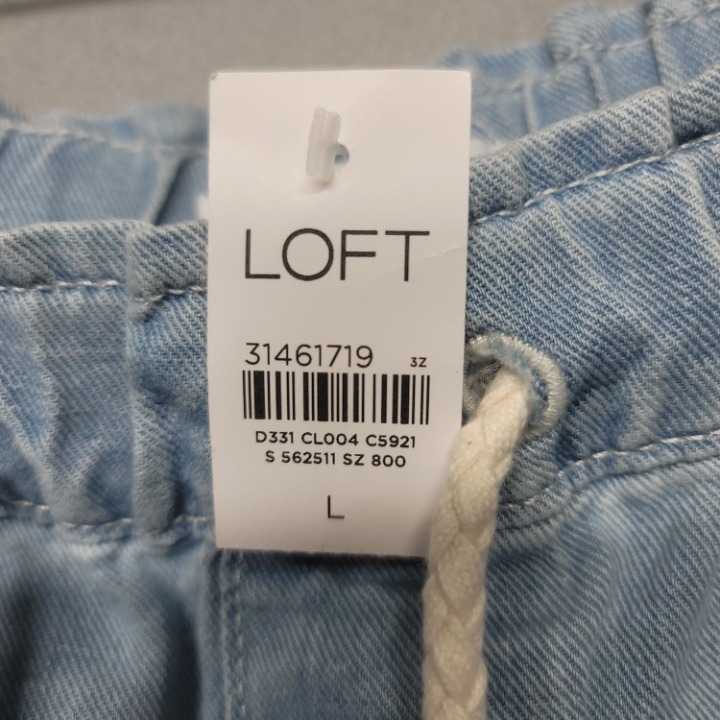 LOFT
31461719 3Z
D331 CL004 C5921
S 562511 SZ 800
L